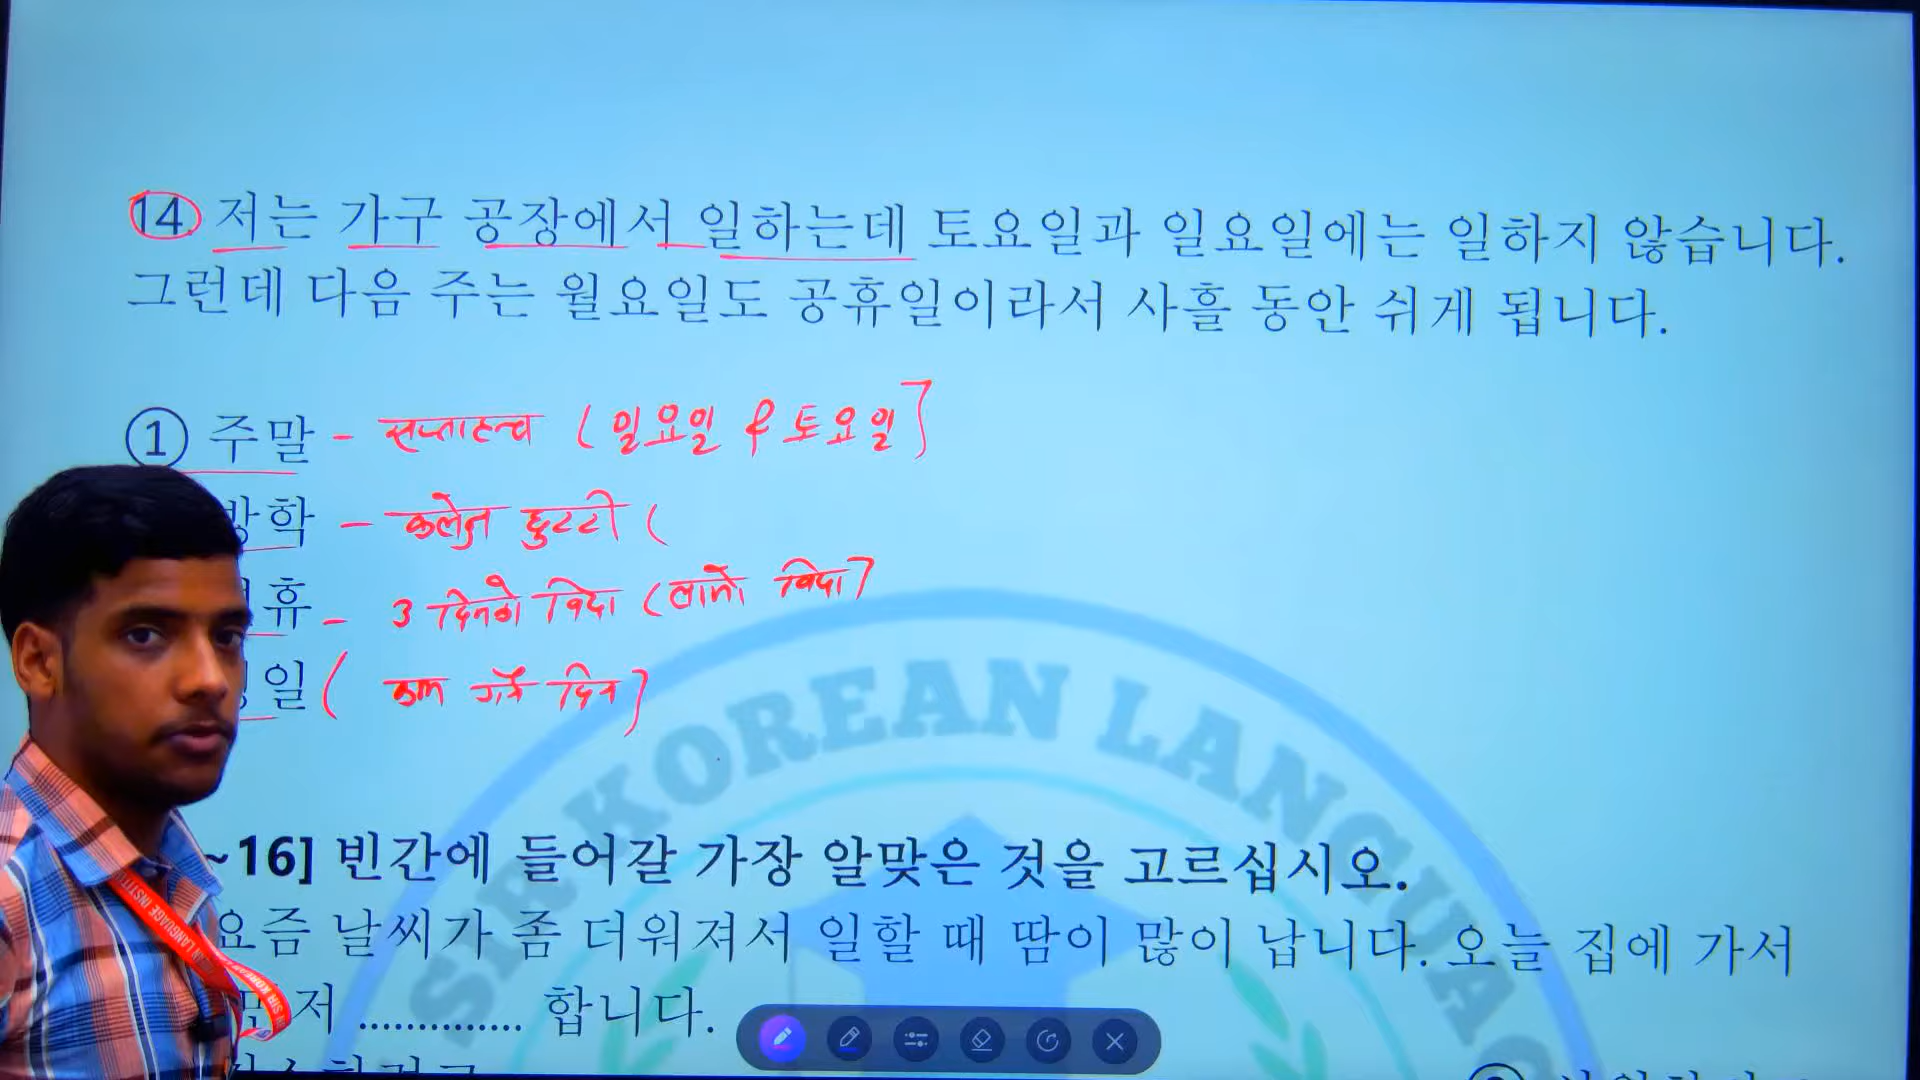 14. 저는 가구 공장에서 일하는데 토요일과 일요일에는 일하지 않습니다.
그런데 다음 주는 월요일도 공휴일이라서 사흘 동안 쉬게 됩니다.
① 주말 - सप्ताहन्त (일요일 & 토요일]
방학 - कलेज छुट्टी (
휴 - 3 दिनको विदा (लामो विदा)
일 ( काम गर्ने दिन)
SIR KOREAN LANGUAG
~16] 빈간에 들어갈 가장 알맞은 것을 고르십시오.
요즘 날씨가 좀 더워져서 일할 때 땀이 많이 납니다. 오늘 집에 가서
먼저 .............. 합니다.